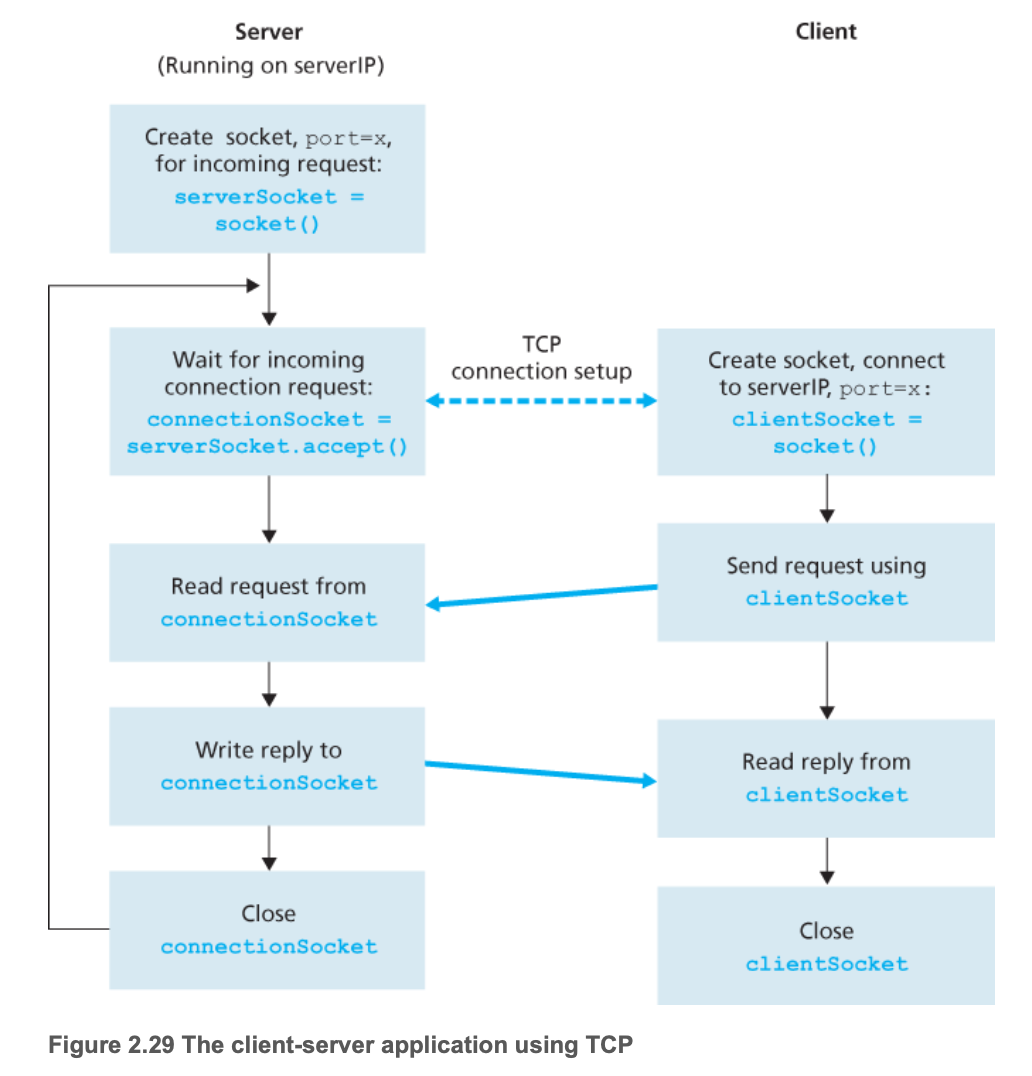 Server
(Running on serverIP)
Client
Create socket, port=x,
for incoming request:
serverSocket =
socket()
Wait for incoming
connection request:
connectionSocket =
serverSocket.accept()
TCP
connection setup
Create socket, connect
to serverIP, port=x:
clientSocket =
socket()
Read request from
connectionSocket
Send request using
clientSocket
Write reply to
connectionSocket
Read reply from
clientSocket
Close
connectionSocket
Close
clientSocket
Figure 2.29 The client-server application using TCP